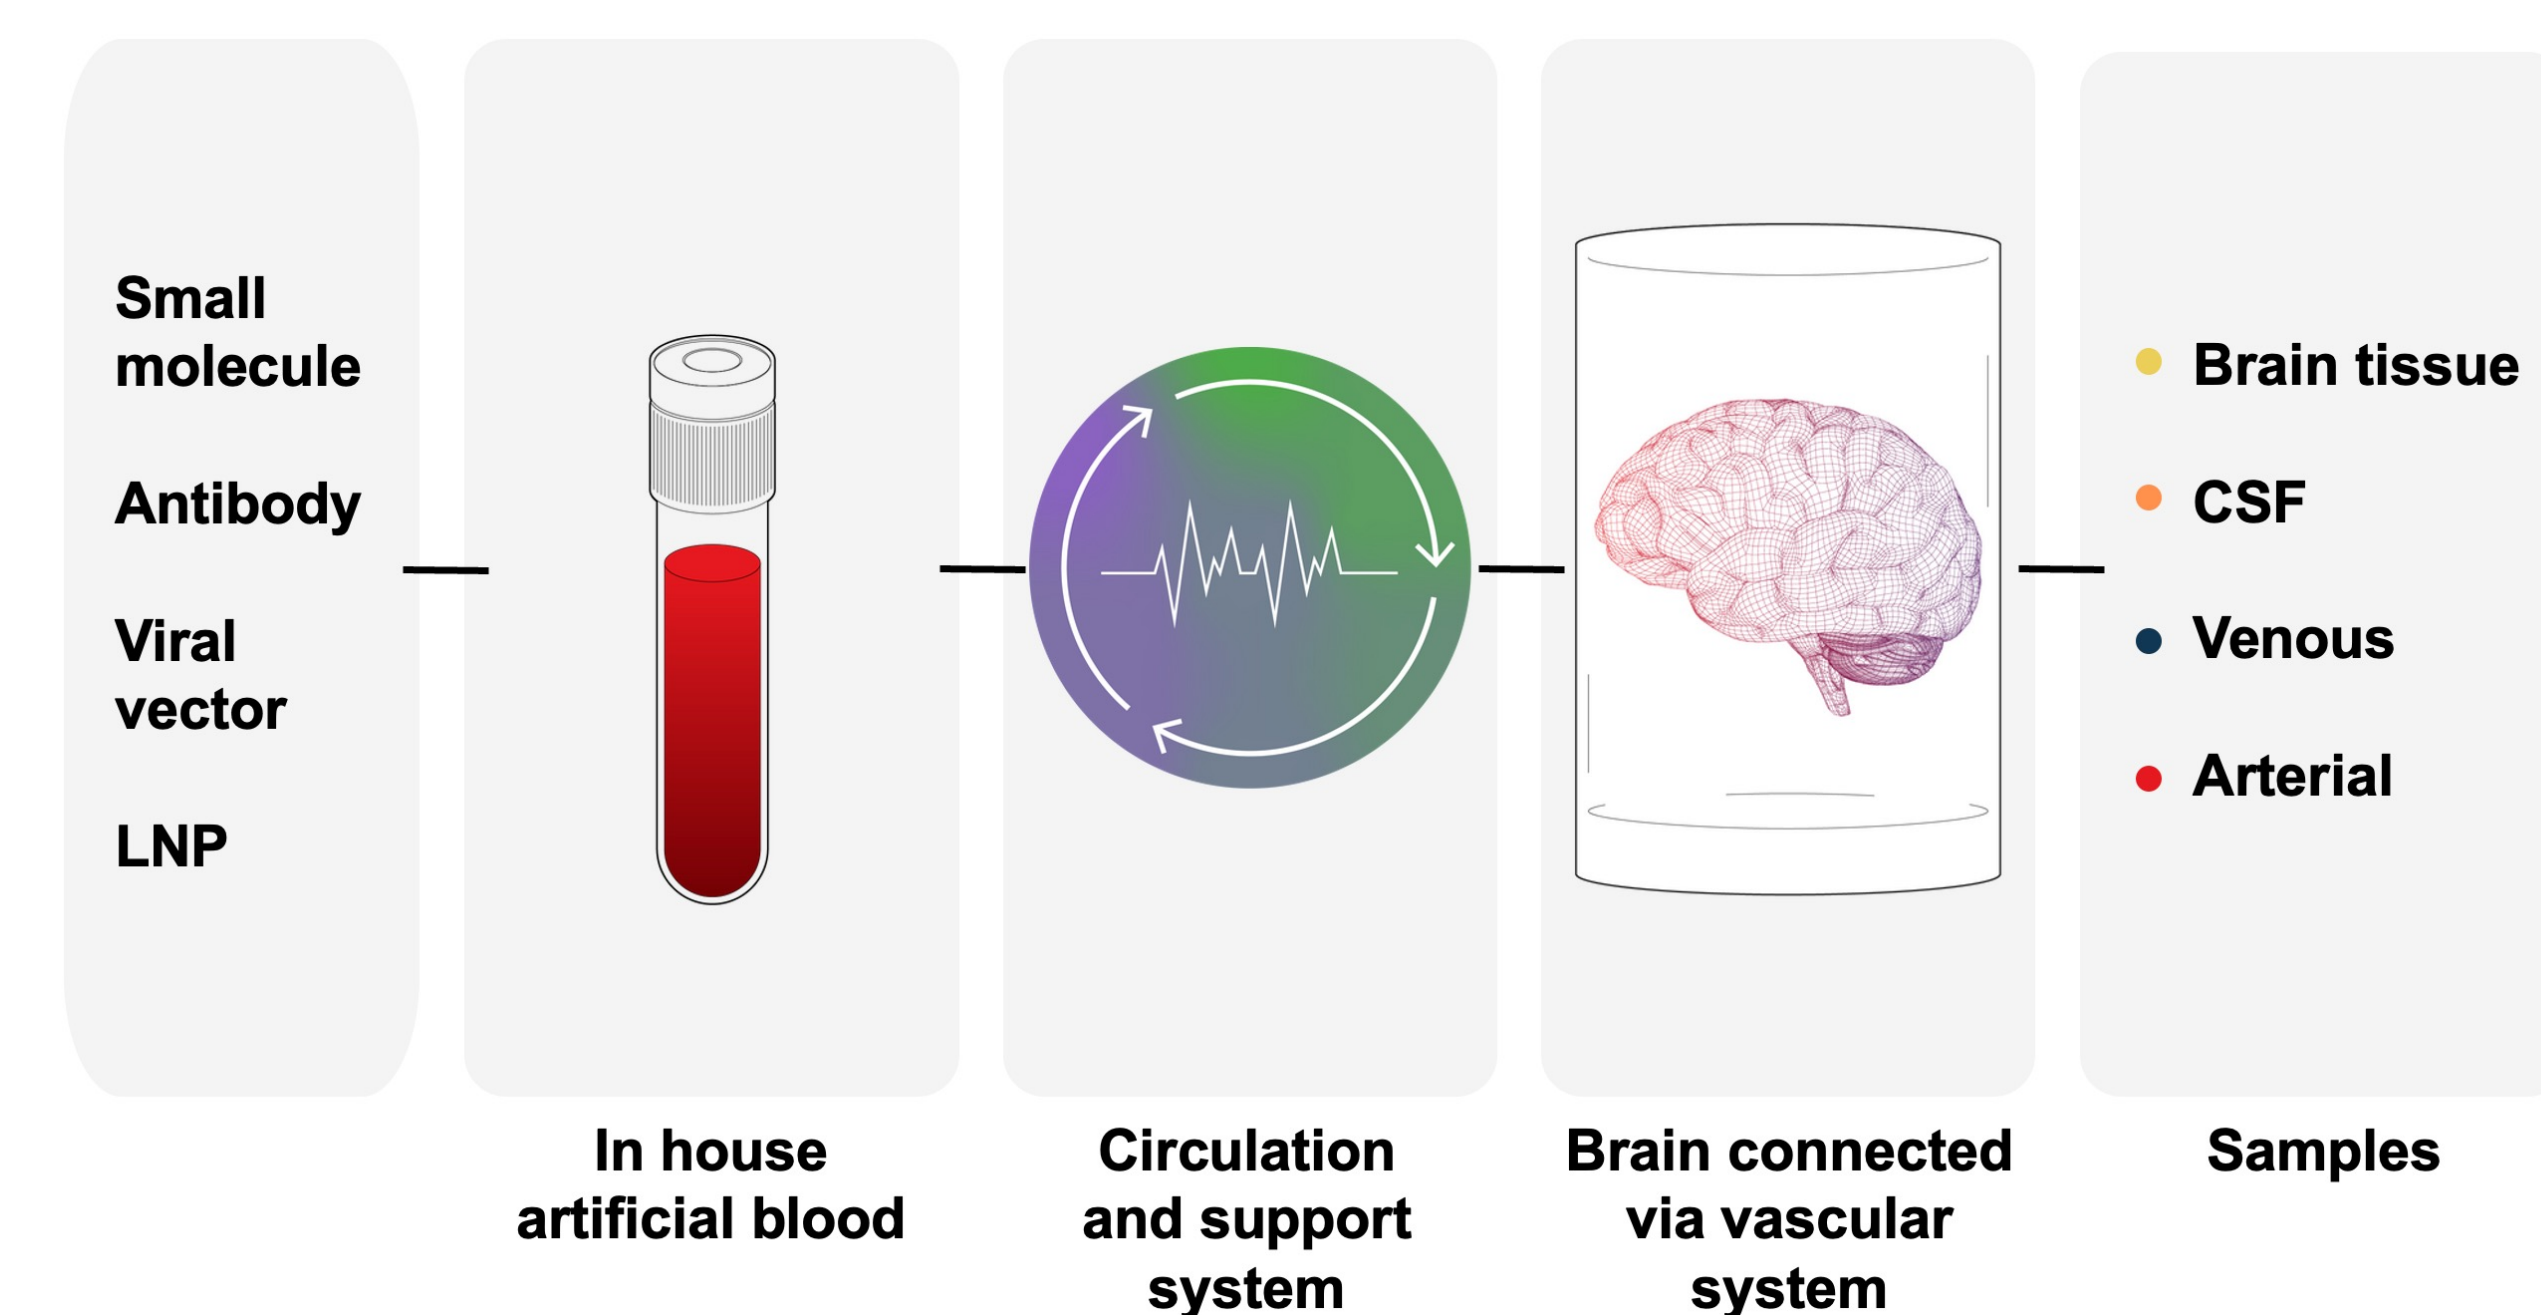 Small
molecule
Antibody
Viral
vector
LNP
In house
artificial blood
Circulation
and support
system
Brain connected
via vascular
system
Brain tissue
CSF
Venous
Arterial
Samples